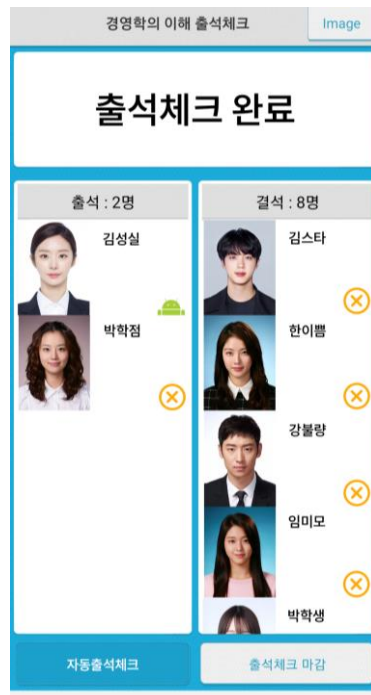 경영학의 이해 출석체크
Image
출석체크 완료
출석 : 2명
김성실
박학점
결석 : 8명
김스타
한이쁨
강불량
임미모
박학생
자동출석체크
출석체크 마감